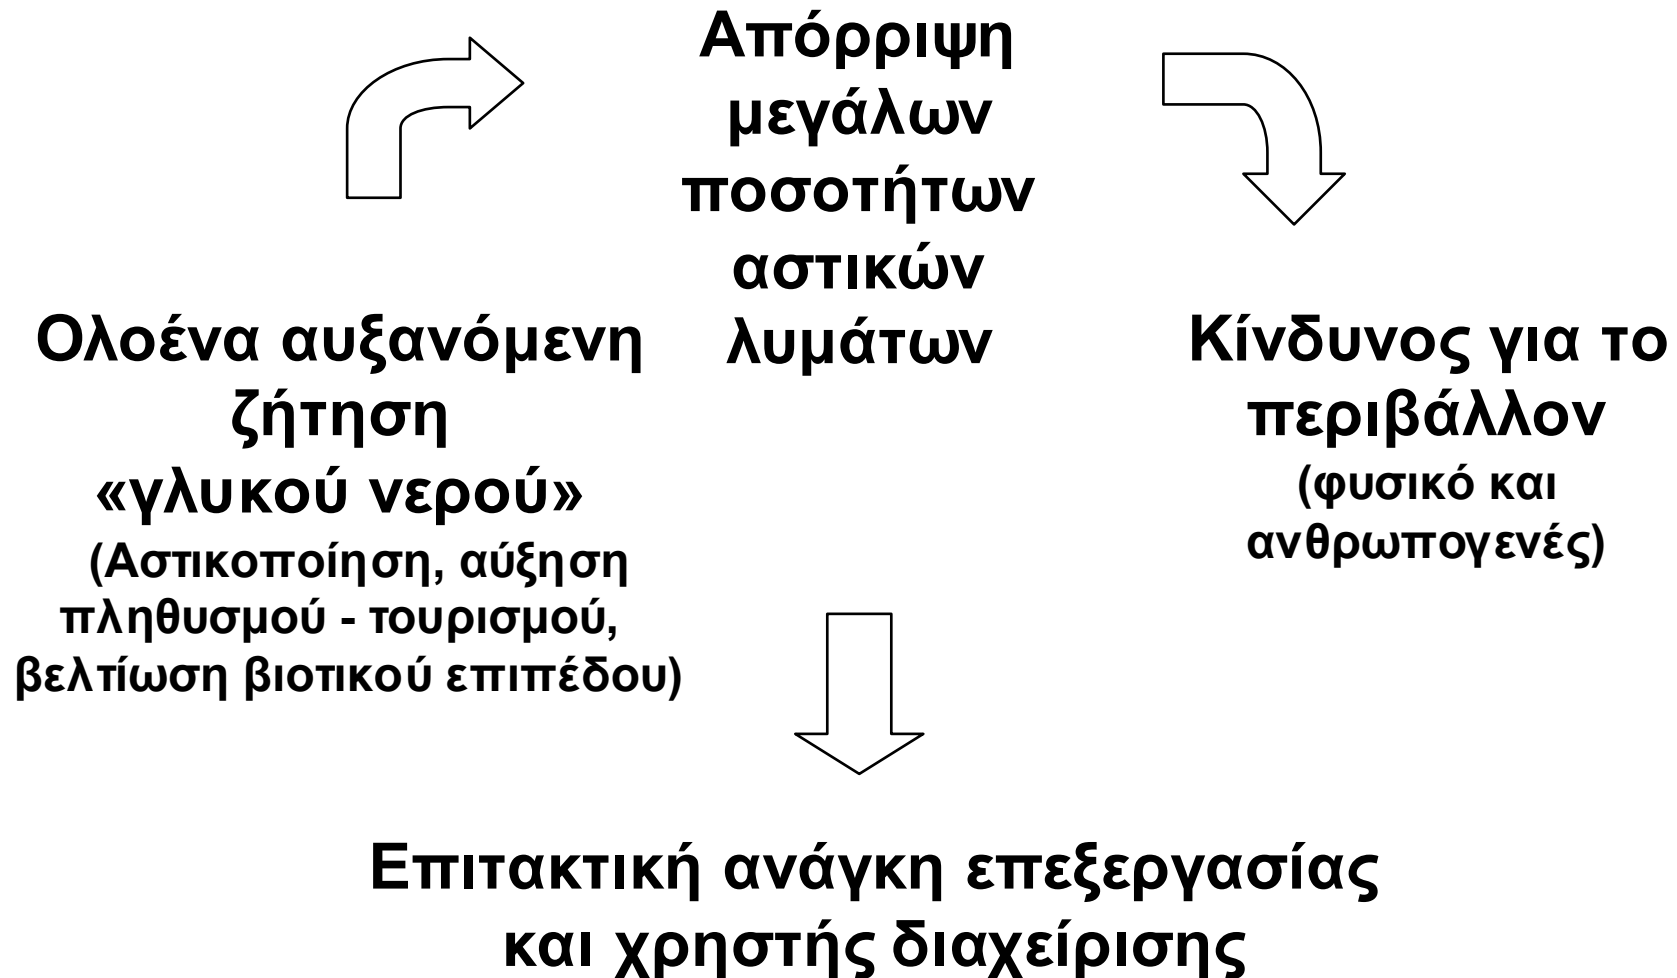 Απόρριψη
μεγάλων
ποσοτήτων
αστικών
λυμάτων
Ολοένα αυξανόμενη
ζήτηση
«γλυκού νερού»
(Αστικοποίηση, αύξηση
πληθυσμού - τουρισμού,
βελτίωση βιοτικού επιπέδου)
Κίνδυνος για το
περιβάλλον
(φυσικό και
ανθρωπογενές)
Επιτακτική ανάγκη επεξεργασίας
και χρηστής διαχείρισης